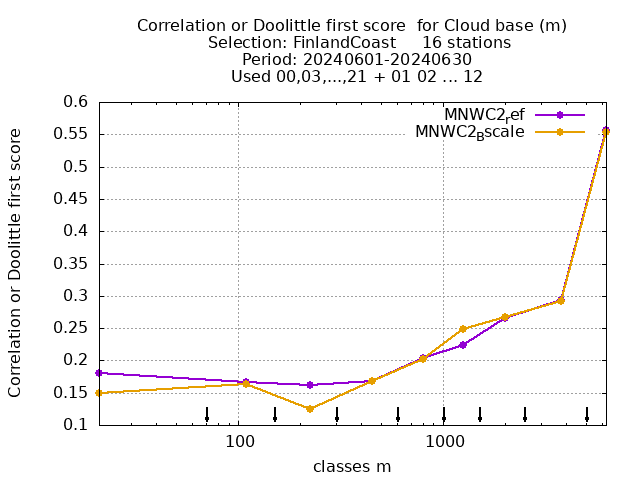 Correlation or Doolittle first score  for Cloud base (m)
Selection: FinlandCoast     16 stations
Period: 20240601-20240630
Used 00,03,...,21 + 01 02 ... 12
Correlation or Doolittle first score
0.6
0.55
0.5
0.45
0.4
0.35
0.3
0.25
0.2
0.15
0.1
MNWC2ref
MNWC2Bscale
100
1000
classes m